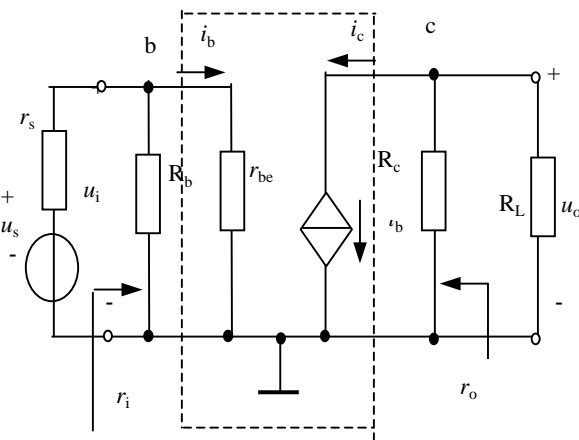 b
i_b
i_c
c
+
r_s
R_b
r_be
R_c
+
u_i
u_s
-
R_L
u_o
-
-
r_i
r_o